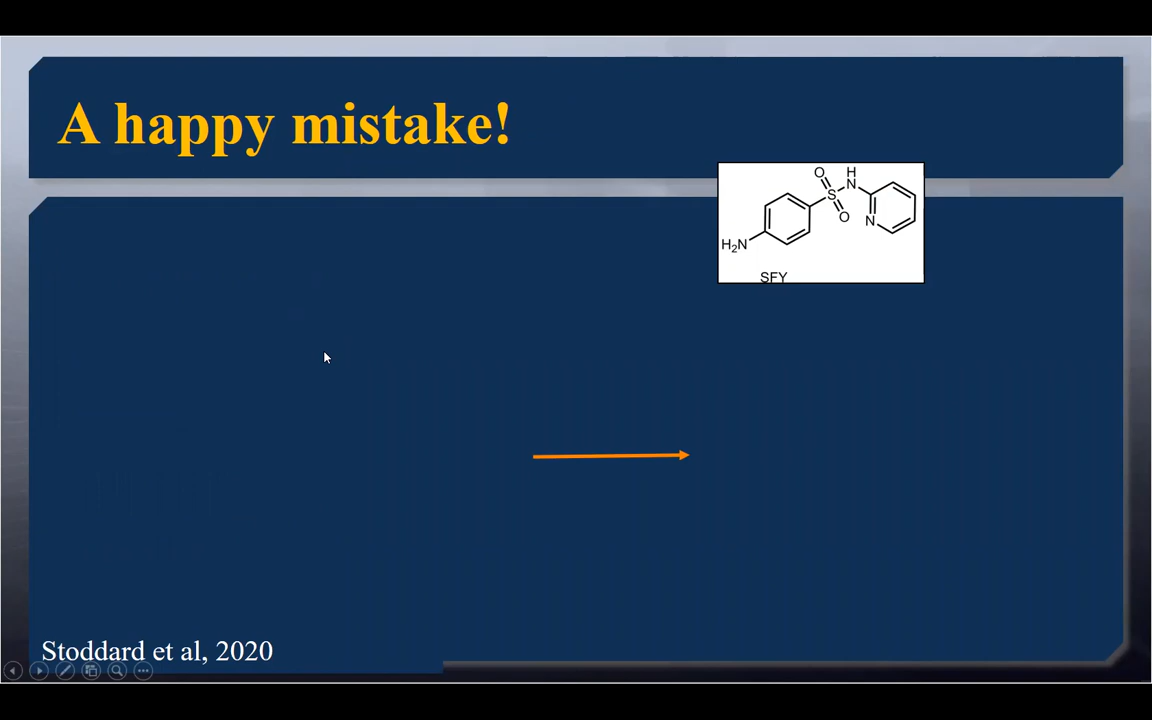 A happy mistake!
O
H
N
S
O
N
H₂N
SFY
Stoddard et al, 2020